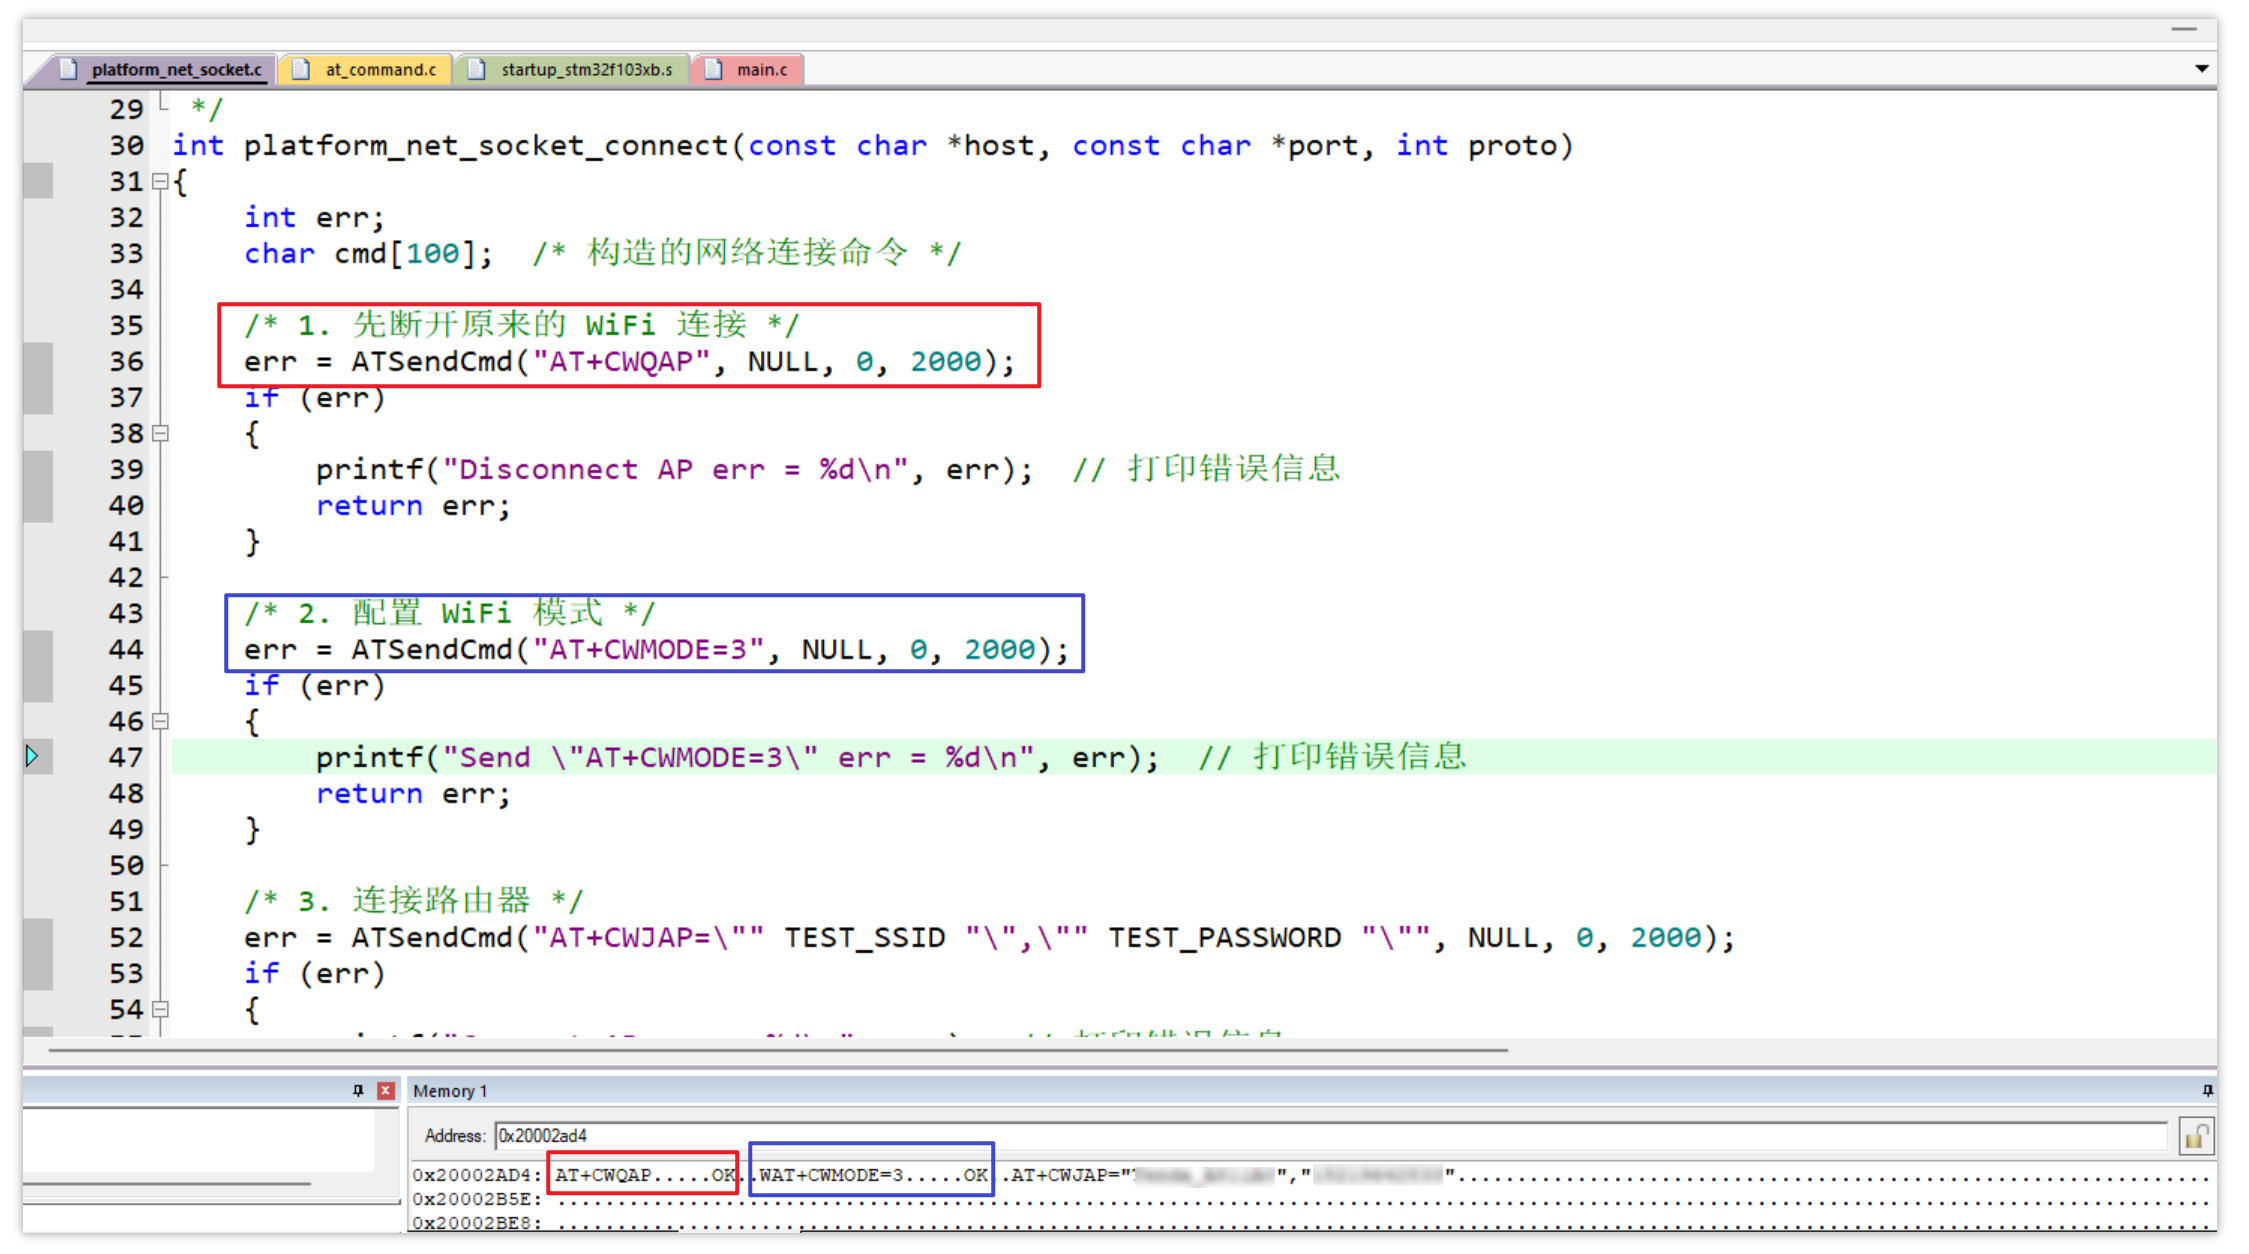 platform_net_socket.c at_command.c startup_stm32f103xb.s main.c
29 */
30 int platform_net_socket_connect(const char *host, const char *port, int proto)
31 {
32 int err;
33 char cmd[100]; /* 构造的网络连接命令 */
34
35 /* 1. 先断开原来的 WiFi 连接 */
36 err = ATSendCmd("AT+CWQAP", NULL, 0, 2000);
37 if (err)
38 {
39 printf("Disconnect AP err = %d\n", err); // 打印错误信息
40 return err;
41 }
42
43 /* 2. 配置 WiFi 模式 */
44 err = ATSendCmd("AT+CWMODE=3", NULL, 0, 2000);
45 if (err)
46 {
47 printf("Send \"AT+CWMODE=3\" err = %d\n", err); // 打印错误信息
48 return err;
49 }
50
51 /* 3. 连接路由器 */
52 err = ATSendCmd("AT+CWJAP=\"" TEST_SSID "\",\"" TEST_PASSWORD "\"", NULL, 0, 2000);
53 if (err)
54 {
Memory 1
Address: 0x20002ad4
0x20002AD4: AT+CWQAP.....OK..WAT+CWMODE=3.....OK..AT+CWJAP="","".....
0x20002B5E:
0x20002BE8: